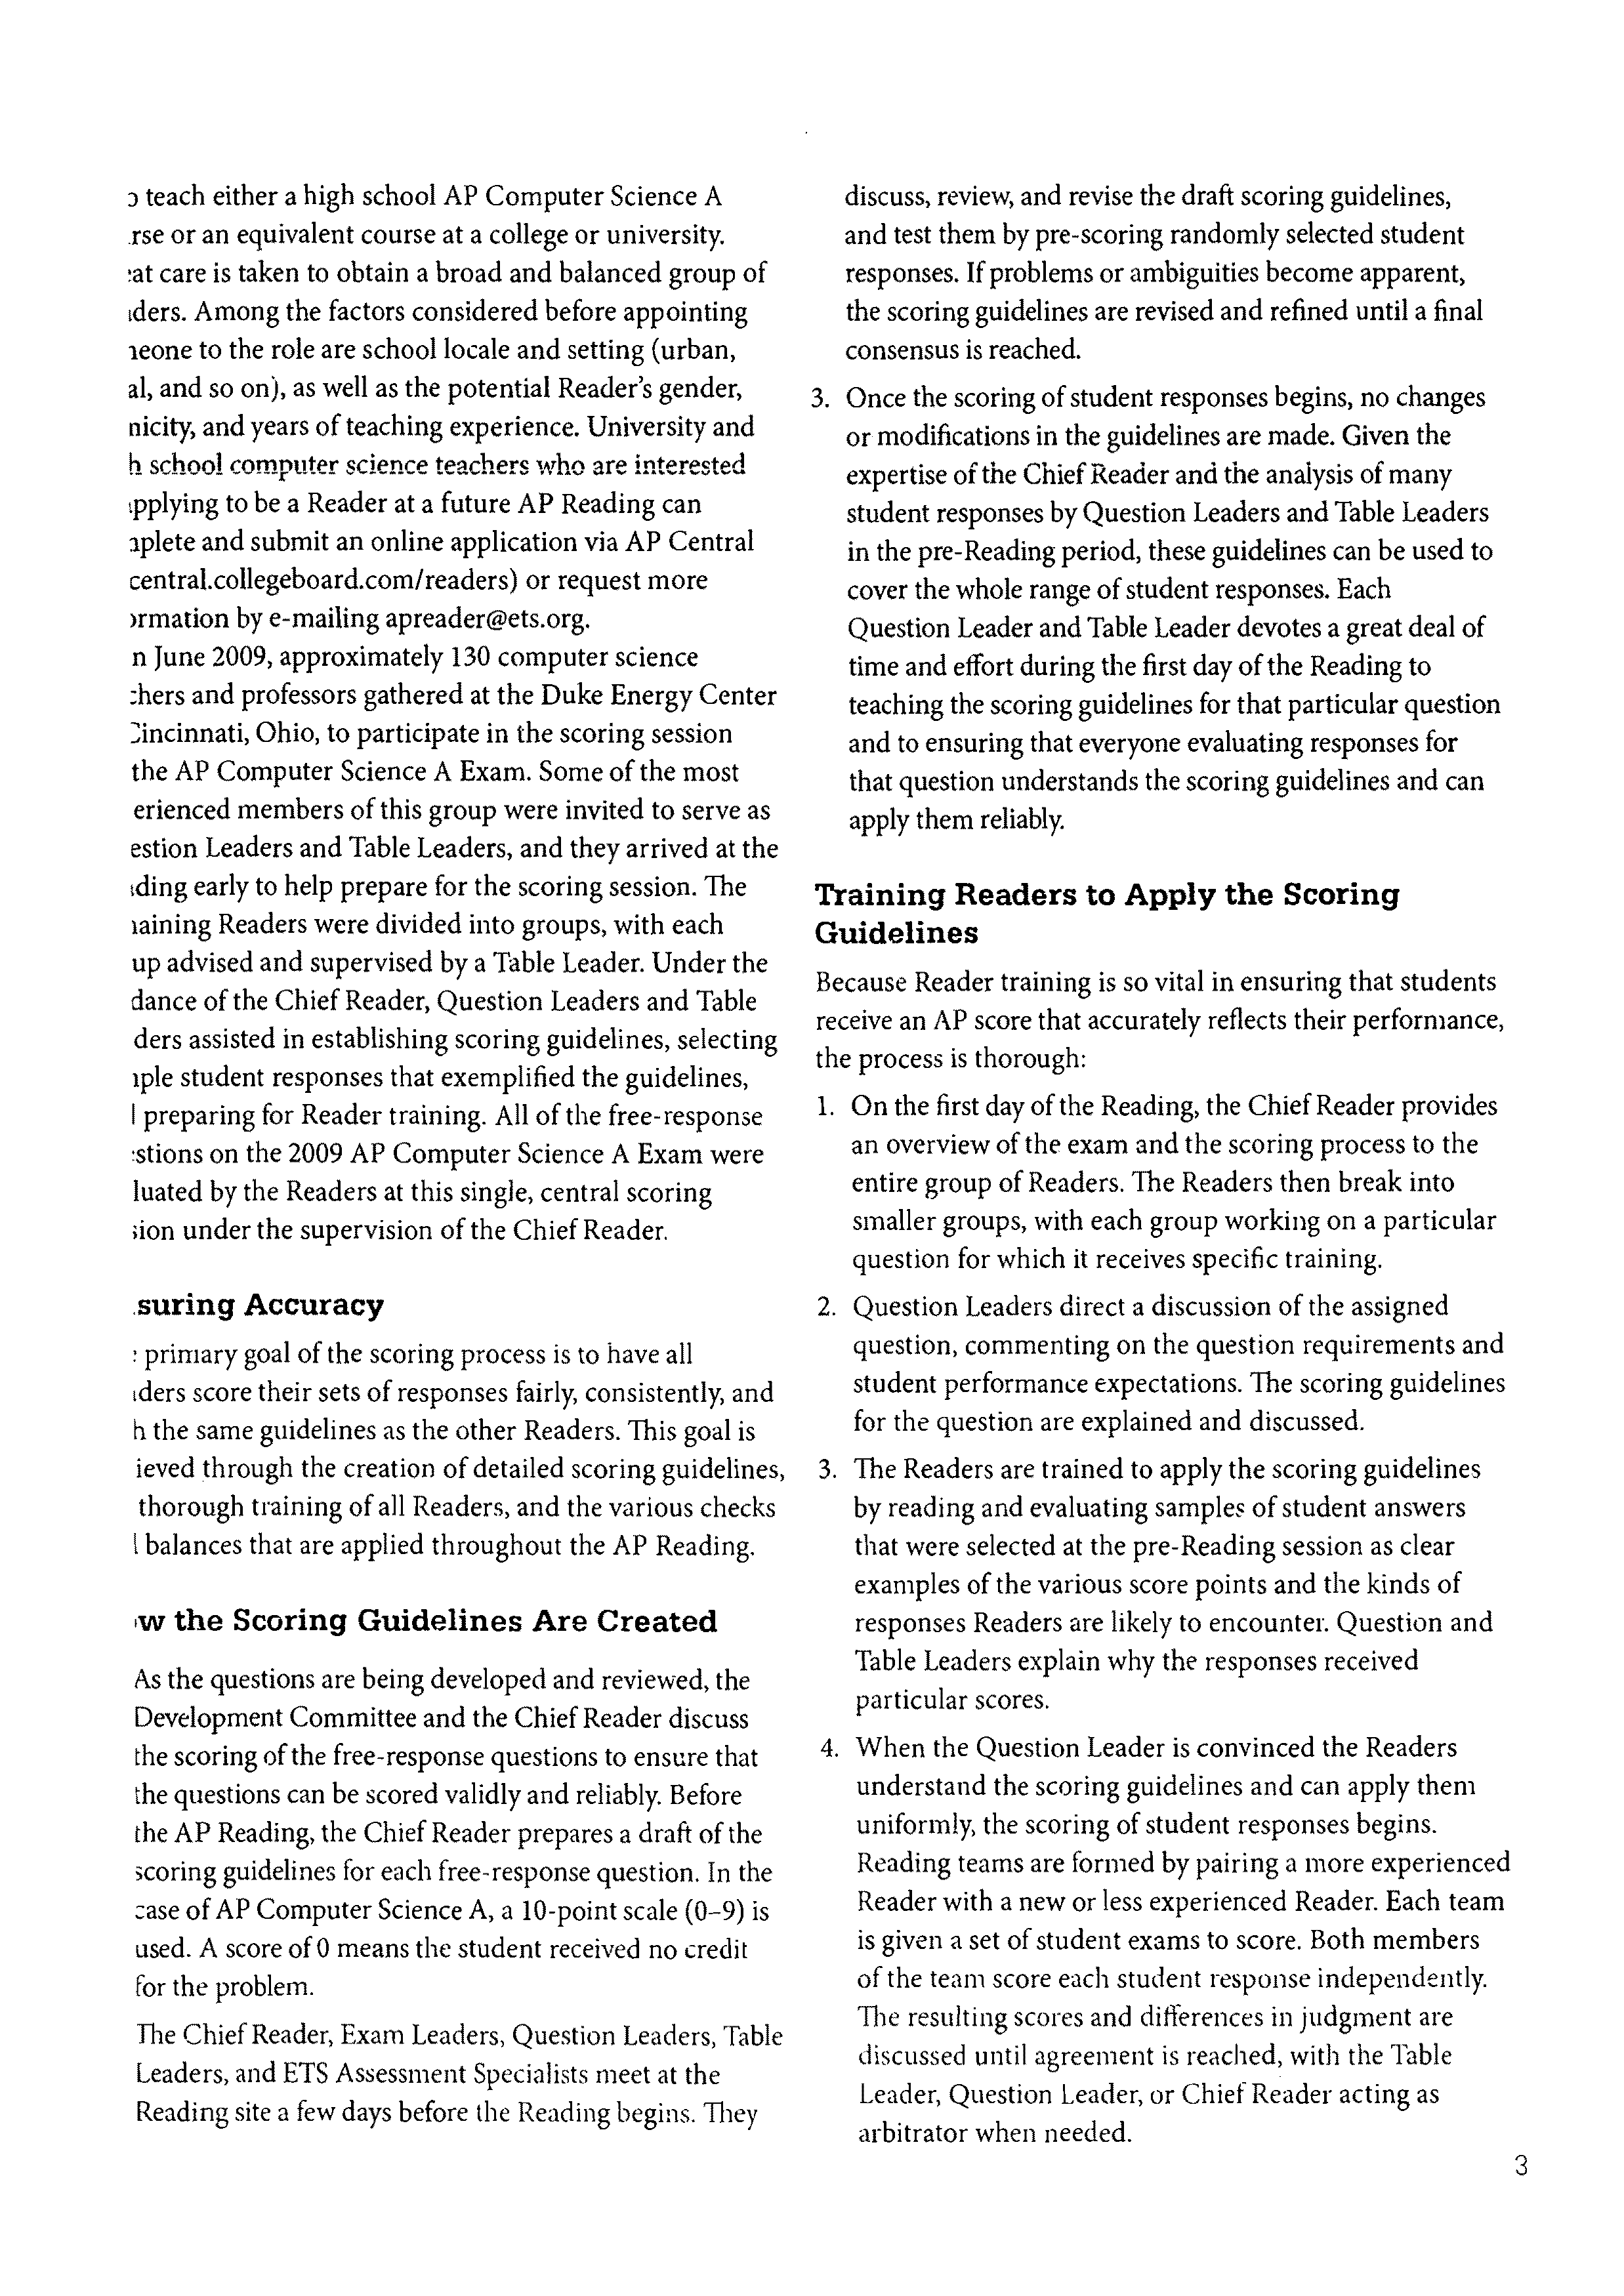 teach either a high school AP Computer Science A
rse or an equivalent course at a college or university.
at care is taken to obtain a broad and balanced group of
ders. Among the factors considered before appointing
eone to the role are school locale and setting (urban,
al, and so on), as well as the potential Reader's gender,
nicity, and years of teaching experience. University and
h school computer science teachers who are interested
pplying to be a Reader at a future AP Reading can
plete and submit an online application via AP Central
central.collegeboard.com/readers) or request more
rmation by e-mailing apreader@ets.org.
n June 2009, approximately 130 computer science
hers and professors gathered at the Duke Energy Center
Cincinnati, Ohio, to participate in the scoring session
the AP Computer Science A Exam. Some of the most
erienced members of this group were invited to serve as
estion Leaders and Table Leaders, and they arrived at the
ding early to help prepare for the scoring session. The
aining Readers were divided into groups, with each
up advised and supervised by a Table Leader. Under the
dance of the Chief Reader, Question Leaders and Table
ders assisted in establishing scoring guidelines, selecting
ple student responses that exemplified the guidelines,
preparing for Reader training. All of the free-response
stions on the 2009 AP Computer Science A Exam were
luated by the Readers at this single, central scoring
sion under the supervision of the Chief Reader.
suring Accuracy
primary goal of the scoring process is to have all
ders score their sets of responses fairly, consistently, and
h the same guidelines as the other Readers. This goal is
ieved through the creation of detailed scoring guidelines,
thorough training of all Readers, and the various checks
balances that are applied throughout the AP Reading.
w the Scoring Guidelines Are Created
As the questions are being developed and reviewed, the
Development Committee and the Chief Reader discuss
the scoring of the free-response questions to ensure that
the questions can be scored validly and reliably. Before
the AP Reading, the Chief Reader prepares a draft of the
scoring guidelines for each free-response question. In the
case of AP Computer Science A, a 10-point scale (0–9) is
used. A score of 0 means the student received no credit
for the problem.
The Chief Reader, Exam Leaders, Question Leaders, Table
Leaders, and ETS Assessment Specialists meet at the
Reading site a few days before the Reading begins. They
discuss, review, and revise the draft scoring guidelines,
and test them by pre-scoring randomly selected student
responses. If problems or ambiguities become apparent,
the scoring guidelines are revised and refined until a final
consensus is reached.
3. Once the scoring of student responses begins, no changes
or modifications in the guidelines are made. Given the
expertise of the Chief Reader and the analysis of many
student responses by Question Leaders and Table Leaders
in the pre-Reading period, these guidelines can be used to
cover the whole range of student responses. Each
Question Leader and Table Leader devotes a great deal of
time and effort during the first day of the Reading to
teaching the scoring guidelines for that particular question
and to ensuring that everyone evaluating responses for
that question understands the scoring guidelines and can
apply them reliably.
Training Readers to Apply the Scoring
Guidelines
Because Reader training is so vital in ensuring that students
receive an AP score that accurately reflects their performance,
the process is thorough:
1. On the first day of the Reading, the Chief Reader provides
an overview of the exam and the scoring process to the
entire group of Readers. The Readers then break into
smaller groups, with each group working on a particular
question for which it receives specific training.
2. Question Leaders direct a discussion of the assigned
question, commenting on the question requirements and
student performance expectations. The scoring guidelines
for the question are explained and discussed.
3. The Readers are trained to apply the scoring guidelines
by reading and evaluating samples of student answers
that were selected at the pre-Reading session as clear
examples of the various score points and the kinds of
responses Readers are likely to encounter. Question and
Table Leaders explain why the responses received
particular scores.
4. When the Question Leader is convinced the Readers
understand the scoring guidelines and can apply them
uniformly, the scoring of student responses begins.
Reading teams are formed by pairing a more experienced
Reader with a new or less experienced Reader. Each team
is given a set of student exams to score. Both members
of the team score each student response independently.
The resulting scores and differences in judgment are
discussed until agreement is reached, with the Table
Leader, Question Leader, or Chief Reader acting as
arbitrator when needed.
3